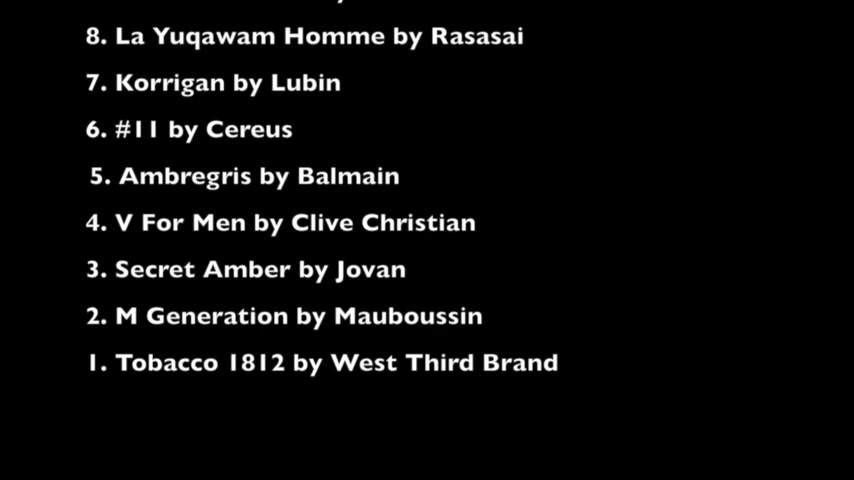 8. La Yuqawam Homme by Rasasai
7. Korrigan by Lubin
6. #11 by Cereus
5. Ambregris by Balmain
4. V For Men by Clive Christian
3. Secret Amber by Jovan
2. M Generation by Mauboussin
1. Tobacco 1812 by West Third Brand